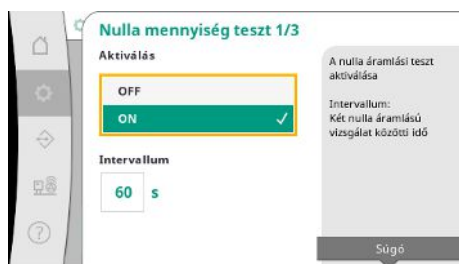 Nulla mennyiség teszt 1/3
Aktiválás
OFF
ON
Intervallum
60 s
A nulla áramlási teszt
aktiválása
Intervallum:
Két nulla áramlású
vizsgálat közötti idő
Súgó